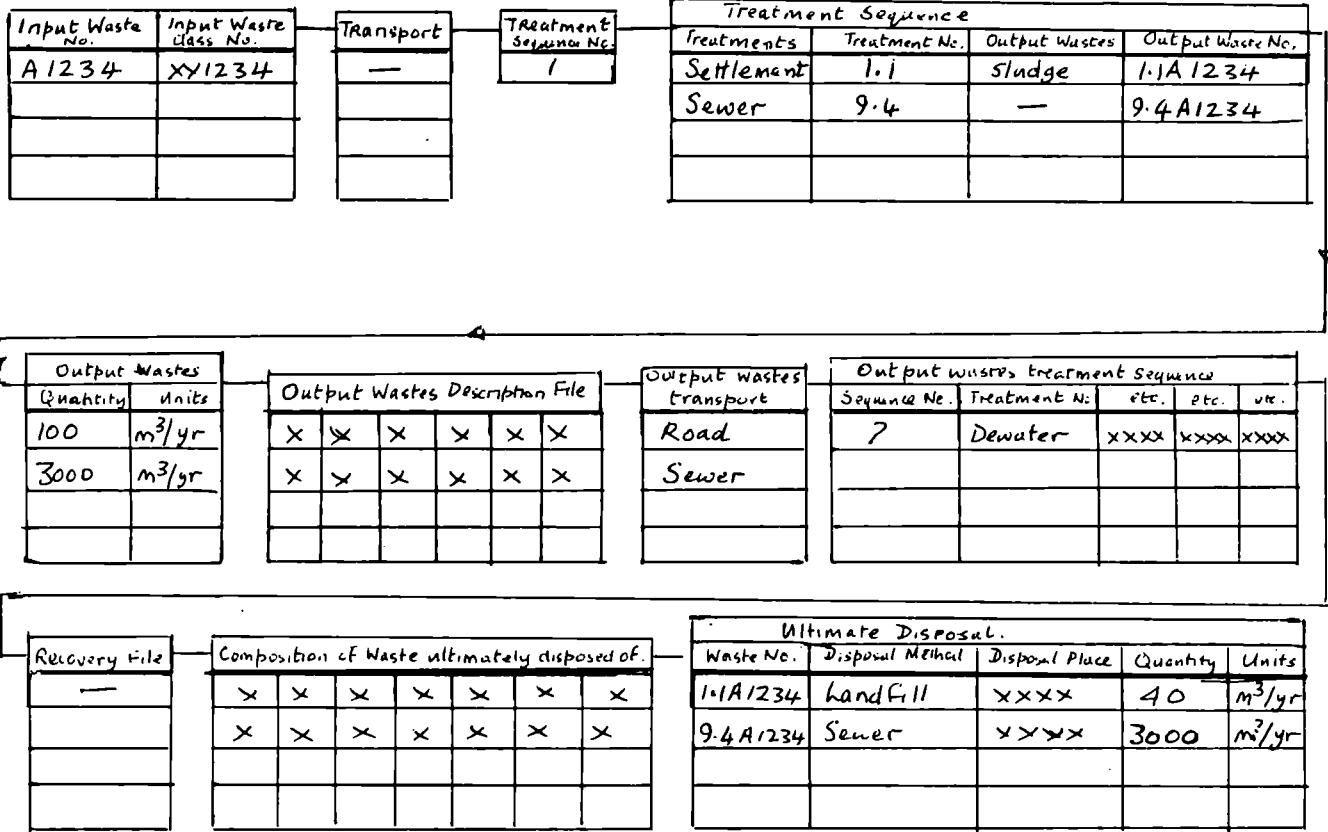 Input Waste No. Input Waste Class No. Transport Treatment Sequence No. Treatment Sequence
Treatments Treatment No. Output Wastes Output Waste No.
A1234 XY1234 — 1 Settlement 1.1 Sludge 1.1A1234
Sewer 9.4 — 9.4A1234
Output Wastes
Quantity Units
100 m³/yr
3000 m³/yr
Output Wastes Description File
x x x x x x
x x x x x x
Output wastes transport
Road
Sewer
Output wastes treatment sequence
Sequence No. Treatment No. etc. etc. etc.
7 Dewater xxxx xxxx xxxx
Recovery File
—
Composition of Waste ultimately disposed of.
x x x x x x x
x x x x x x x
Ultimate Disposal.
Waste No. Disposal Method Disposal Place Quantity Units
1.1A1234 Landfill xxxx 40 m³/yr
9.4A1234 Sewer xxxx 3000 m³/yr